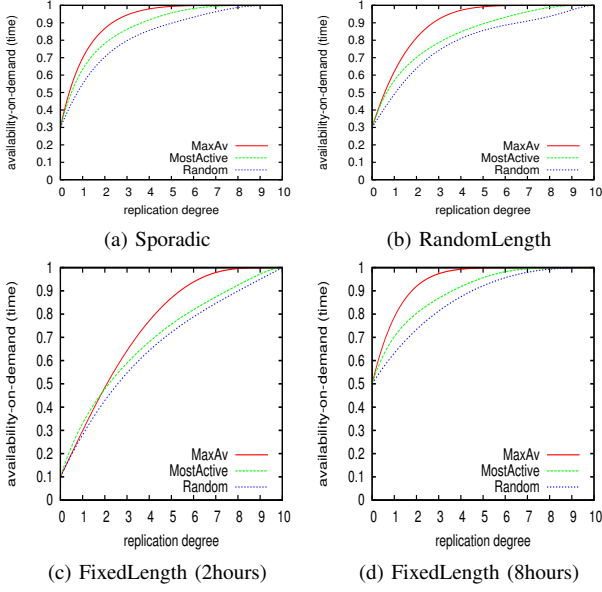 availability-on-demand (time)
1
0.9
0.8
0.7
0.6
0.5
0.4
0.3
0.2
0.1
0
MaxAv
MostActive
Random
0 1 2 3 4 5 6 7 8 9 10
replication degree
(a) Sporadic
availability-on-demand (time)
1
0.9
0.8
0.7
0.6
0.5
0.4
0.3
0.2
0.1
0
MaxAv
MostActive
Random
0 1 2 3 4 5 6 7 8 9 10
replication degree
(b) RandomLength
availability-on-demand (time)
1
0.9
0.8
0.7
0.6
0.5
0.4
0.3
0.2
0.1
0
MaxAv
MostActive
Random
0 1 2 3 4 5 6 7 8 9 10
replication degree
(c) FixedLength (2hours)
availability-on-demand (time)
1
0.9
0.8
0.7
0.6
0.5
0.4
0.3
0.2
0.1
0
MaxAv
MostActive
Random
0 1 2 3 4 5 6 7 8 9 10
replication degree
(d) FixedLength (8hours)